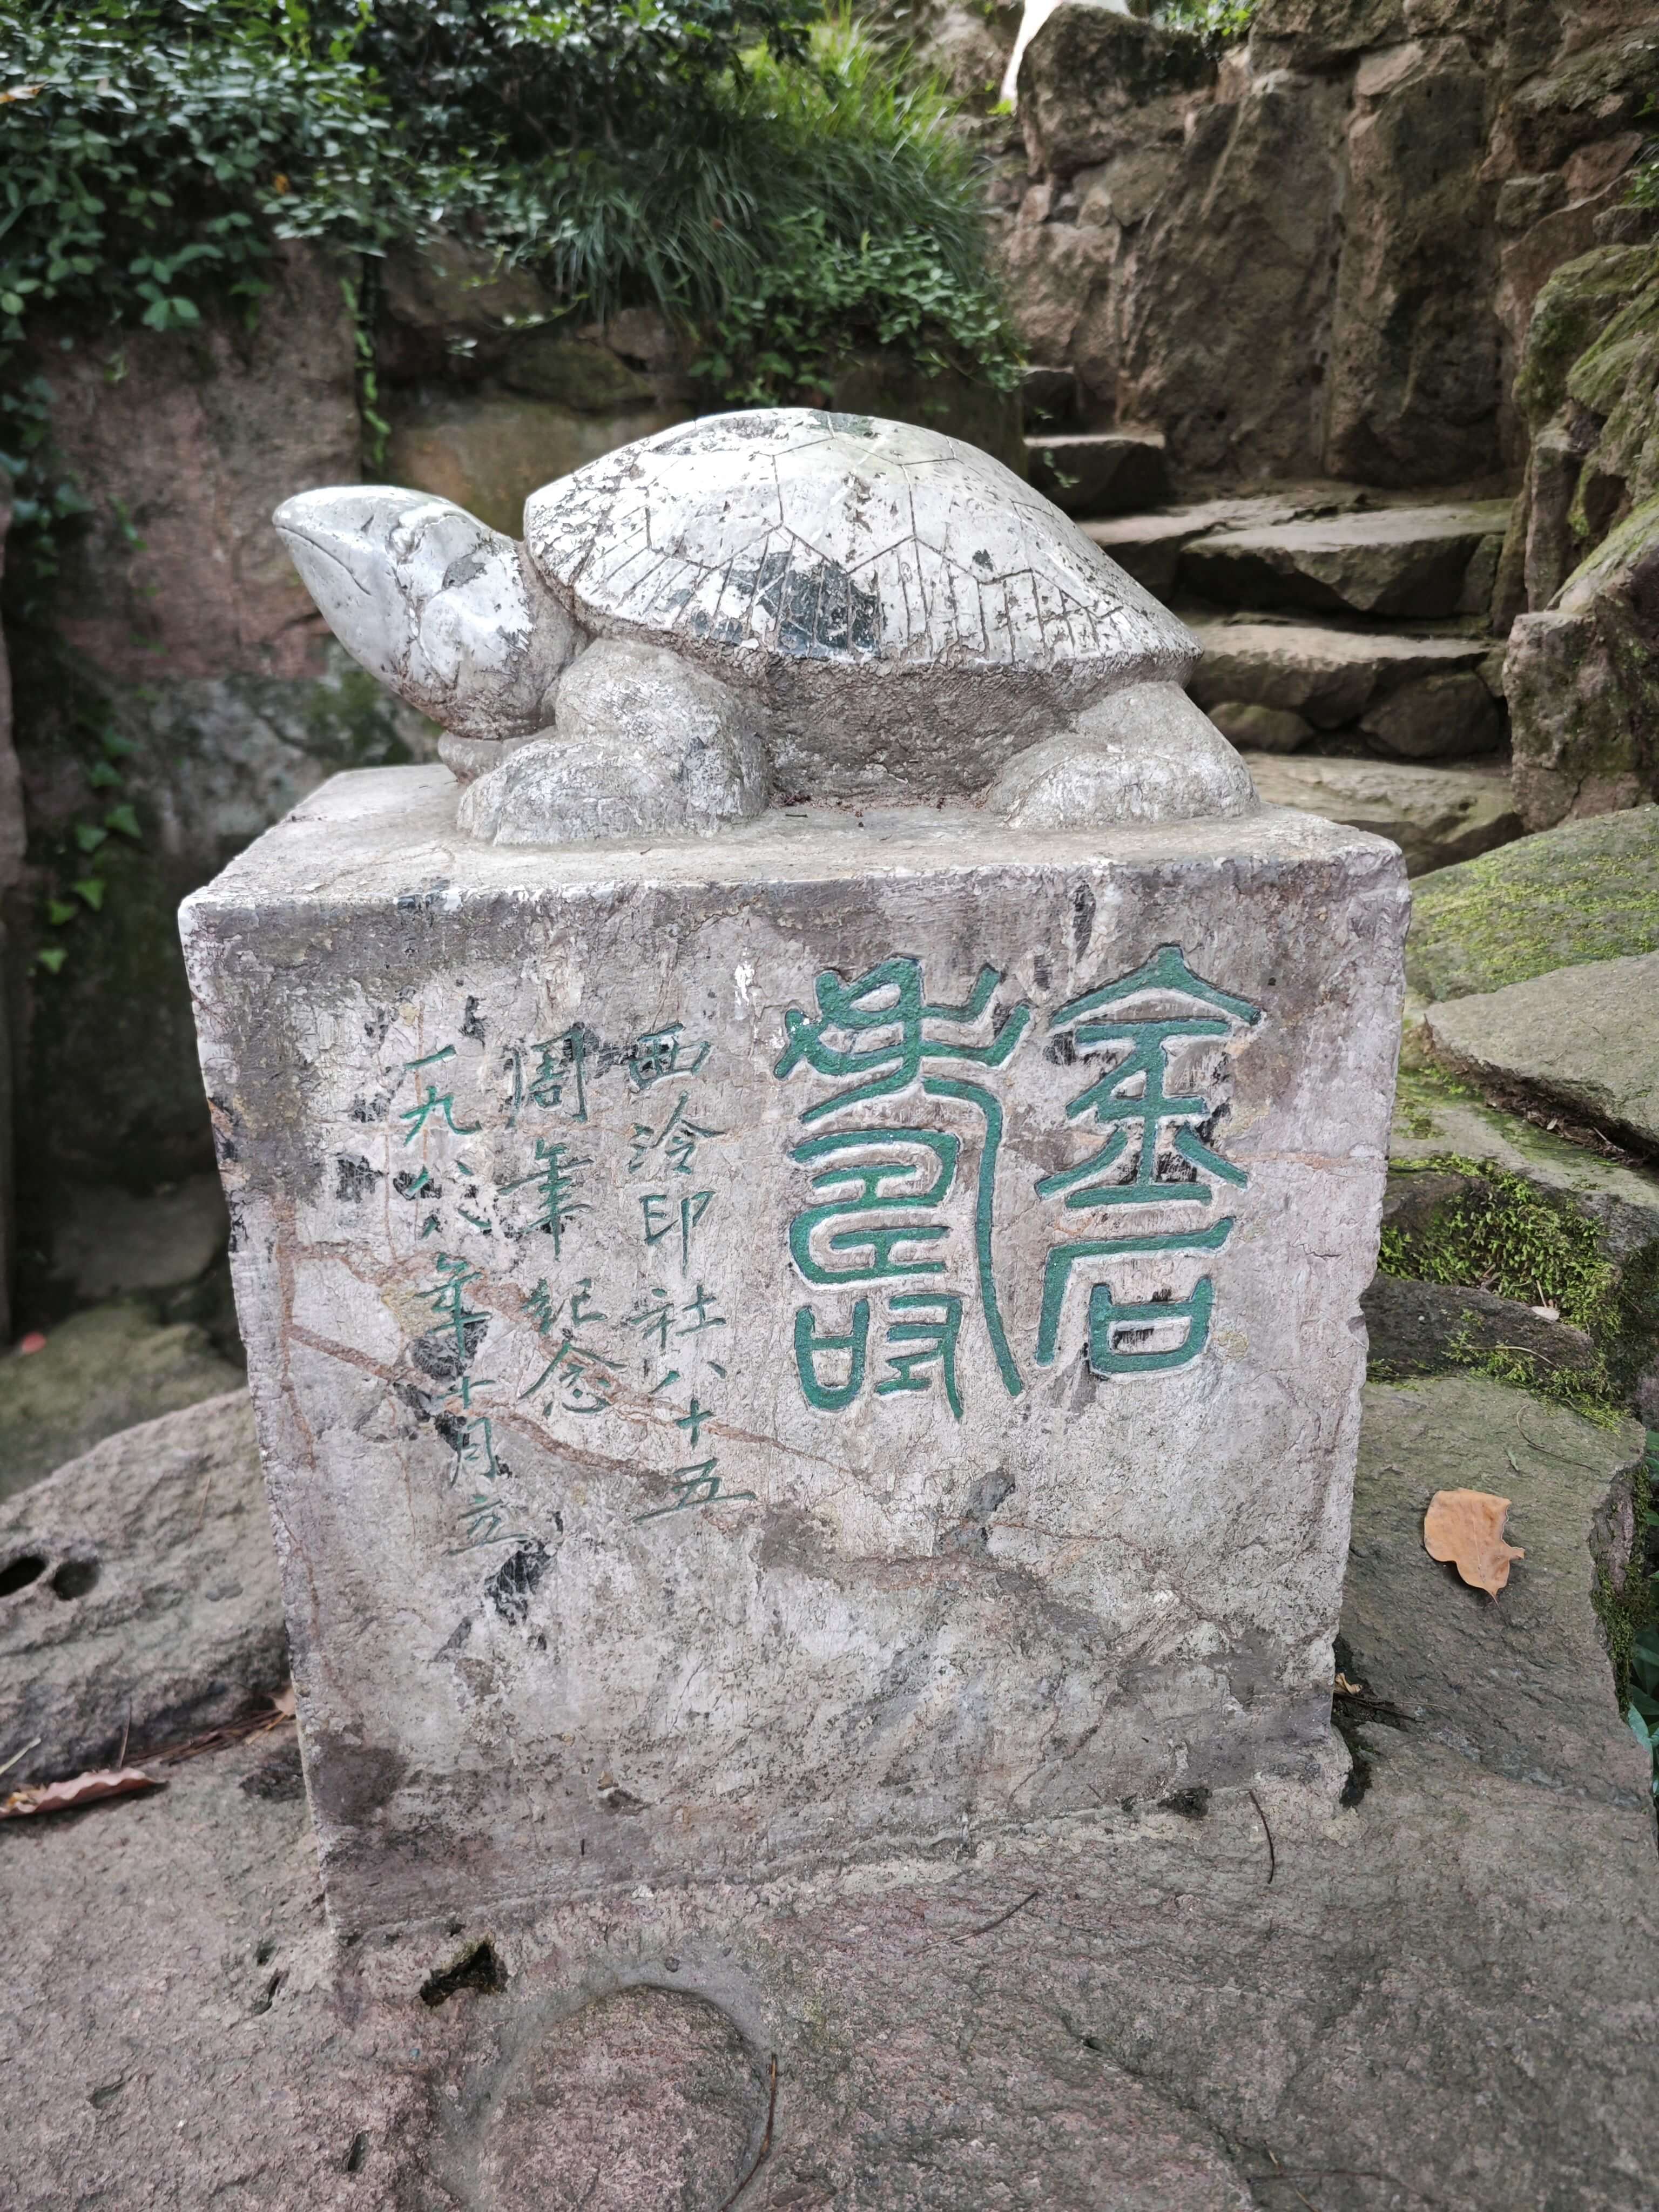 金石
壽
西泠印社八十五
周年纪念
一九八八年十月立